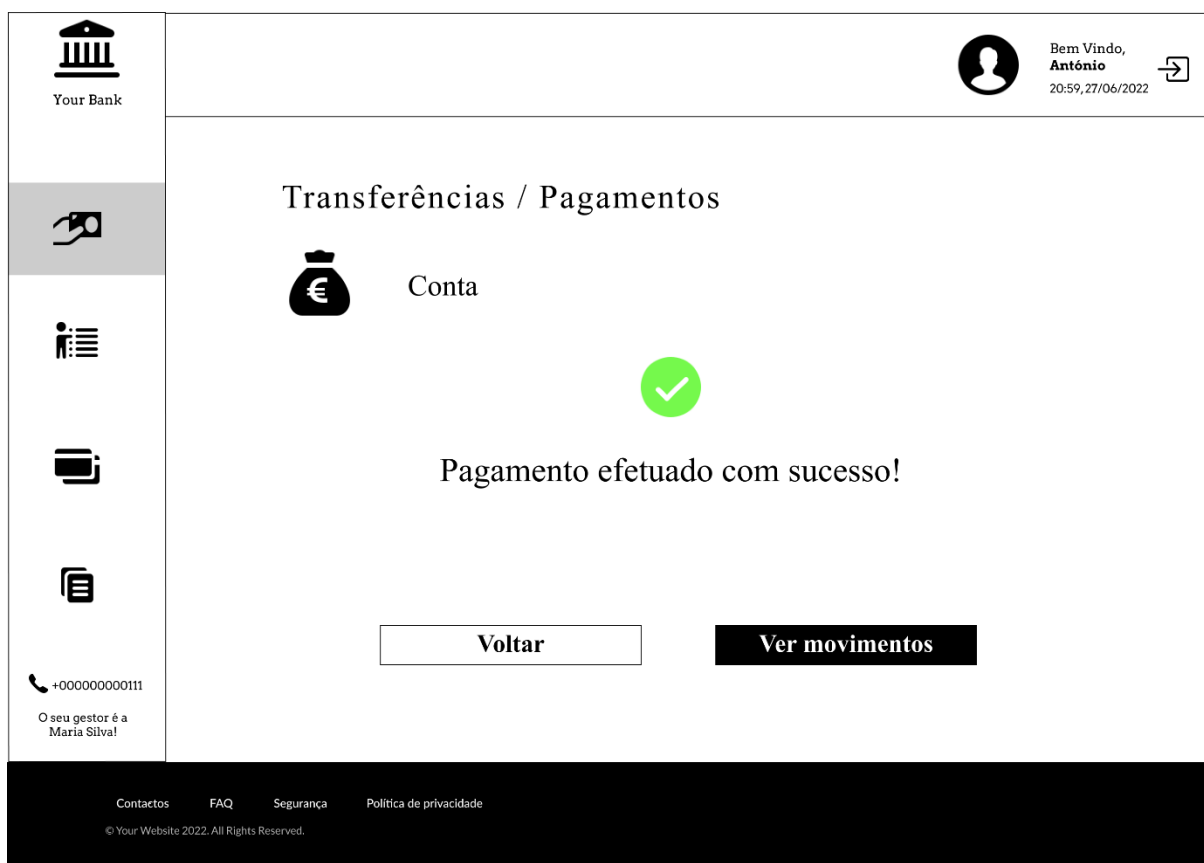 Your Bank
Bem Vindo,
António
20:59, 27/06/2022
Transferências / Pagamentos
€
Conta
Pagamento efetuado com sucesso!
Voltar
Ver movimentos
+000000000111
O seu gestor é a
Maria Silva!
Contactos FAQ Segurança Política de privacidade
© Your Website 2022. All Rights Reserved.